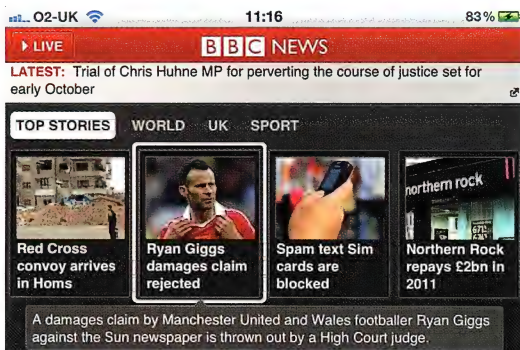 O2-UK 11:16 83%
LIVE BBC NEWS
LATEST: Trial of Chris Huhne MP for perverting the course of justice set for
early October
TOP STORIES WORLD UK SPORT
northern rock
Red Cross
convoy arrives
in Homs
Ryan Giggs
damages claim
rejected
Spam text Sim
cards are
blocked
Northern Rock
repays £2bn in
2011
A damages claim by Manchester United and Wales footballer Ryan Giggs
against the Sun newspaper is thrown out by a High Court judge.